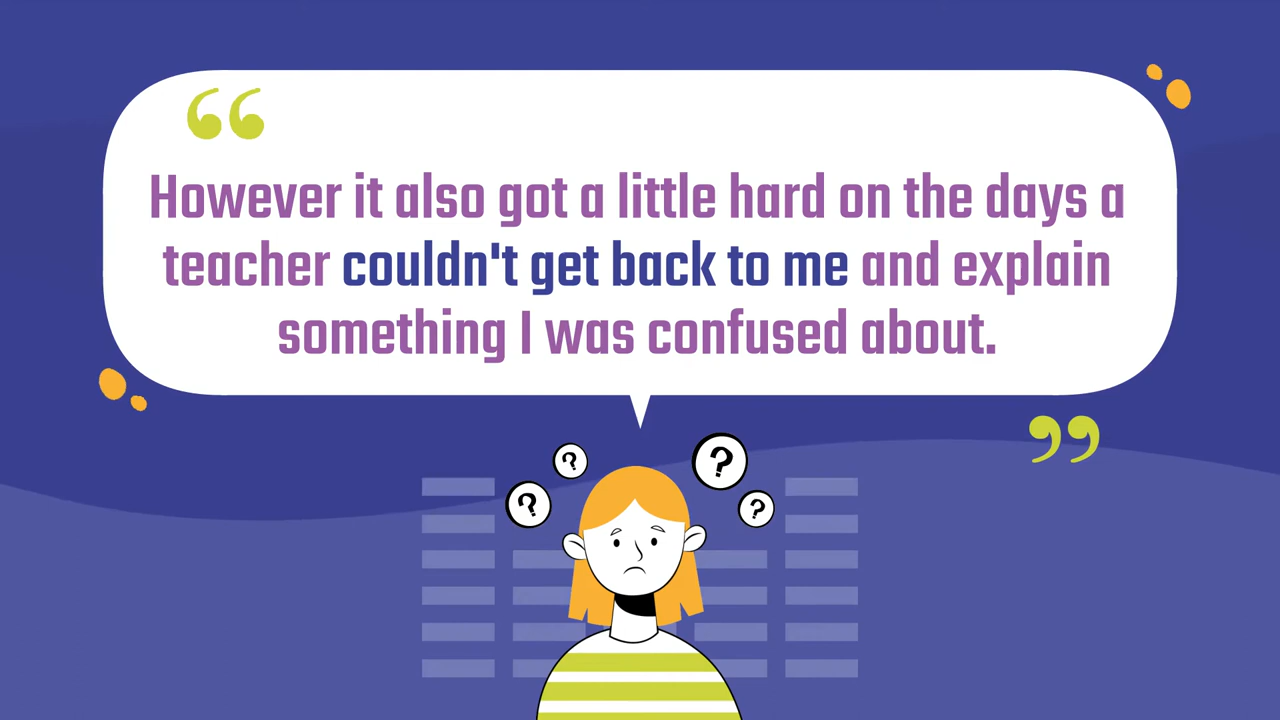 “
However it also got a little hard on the days a
teacher couldn't get back to me and explain
something I was confused about.
”
? ? ? ?